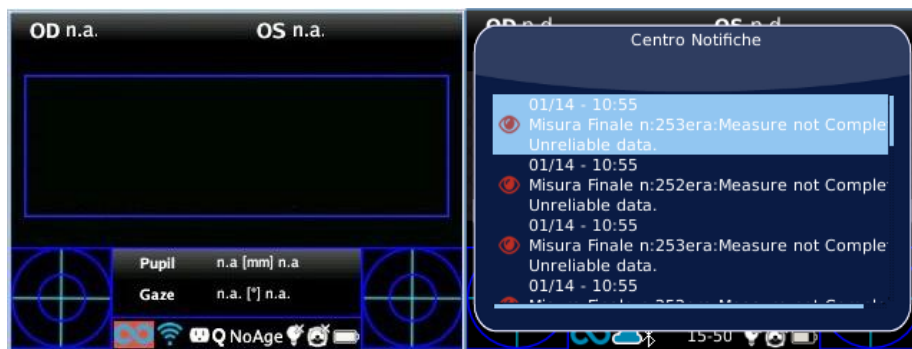 OD n.a.
OS n.a.
Pupil n.a [mm] n.a
Gaze n.a. [°] n.a.
Q NoAge
OD n.d.
OS n.d.
Centro Notifiche
01/14 - 10:55
Misura Finale n:253era:Measure not Comple
Unreliable data.
01/14 - 10:55
Misura Finale n:252era:Measure not Comple
Unreliable data.
01/14 - 10:55
Misura Finale n:253era:Measure not Comple
Unreliable data.
01/14 - 10:55
15-50